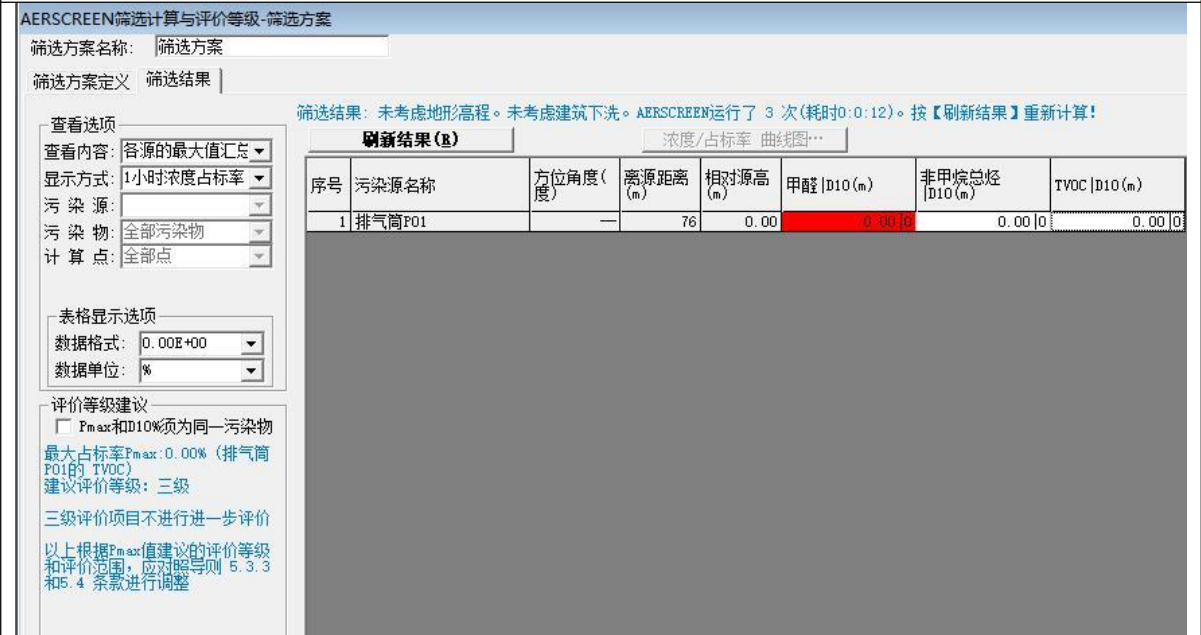 AERSCREEN筛选计算与评价等级-筛选方案
筛选方案名称: 筛选方案
筛选方案定义 筛选结果
筛选结果: 未考虑地形高程。未考虑建筑下洗。AERSCREEN运行了 3 次(耗时0:0:12)。按【刷新结果】重新计算!
刷新结果(R) 浓度/占标率 曲线图…
查看选项
查看内容: 各源的最大值汇总
显示方式: 1小时浓度占标率
污 染 源:
污 染 物: 全部污染物
计 算 点: 全部点
表格显示选项
数据格式: 0.00E+00
数据单位: %
评价等级建议
Pmax和D10%须为同一污染物
最大占标率Pmax:0.00% (排气筒
P01的 TVOC)
建议评价等级: 三级
三级评价项目不进行进一步评价
以上根据Pmax值建议的评价等级
和评价范围,应对照导则 5.3.3
和5.4 条款进行调整
序号 污染源名称 方位角度(度) 离源距离(m) 相对源高(m) 甲醛|D10(m) 非甲烷总烃|D10(m) TVOC|D10(m)
1 排气筒P01 — 76 0.00 0.00|0 0.00|0 0.00|0